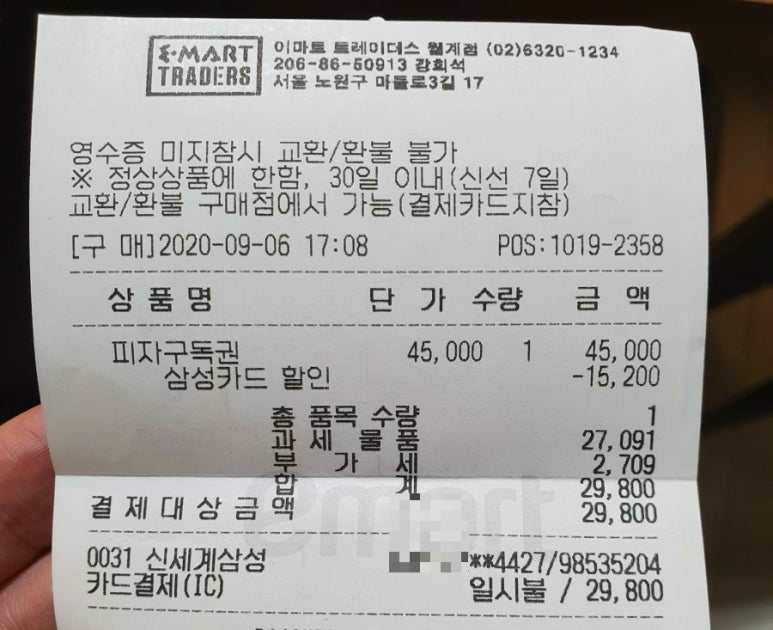 E·MART TRADERS
이마트 트레이더스 월계점 (02)6320-1234
206-86-50913 강희석
서울 노원구 마들로3길 17
영수증 미지참시 교환/환불 불가
※ 정상상품에 한함, 30일 이내(신선 7일)
교환/환불 구매점에서 가능(결제카드지참)
[구 매]2020-09-06 17:08 POS:1019-2358
상 품 명 단 가 수량 금 액
피자구독권 45,000 1 45,000
삼성카드 할인 -15,200
총 품목 수량 1
과 세 물 품 27,091
부 가 세 2,709
합 계 29,800
결 제 대 상 금 액 29,800
emart
0031 신세계삼성 **4427/98535204
카드결제(IC) 일시불 / 29,800